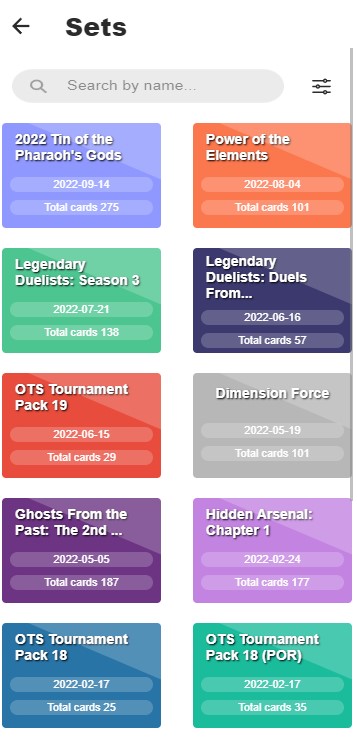 Sets
Search by name...
2022 Tin of the
Pharaoh's Gods
2022-09-14
Total cards 275
Power of the
Elements
2022-08-04
Total cards 101
Legendary
Duelists: Season 3
2022-07-21
Total cards 138
Legendary
Duelists: Duels
From...
2022-06-16
Total cards 57
OTS Tournament
Pack 19
2022-06-15
Total cards 29
Dimension Force
2022-05-19
Total cards 101
Ghosts From the
Past: The 2nd ...
2022-05-05
Total cards 187
Hidden Arsenal:
Chapter 1
2022-02-24
Total cards 177
OTS Tournament
Pack 18
2022-02-17
Total cards 25
OTS Tournament
Pack 18 (POR)
2022-02-17
Total cards 35